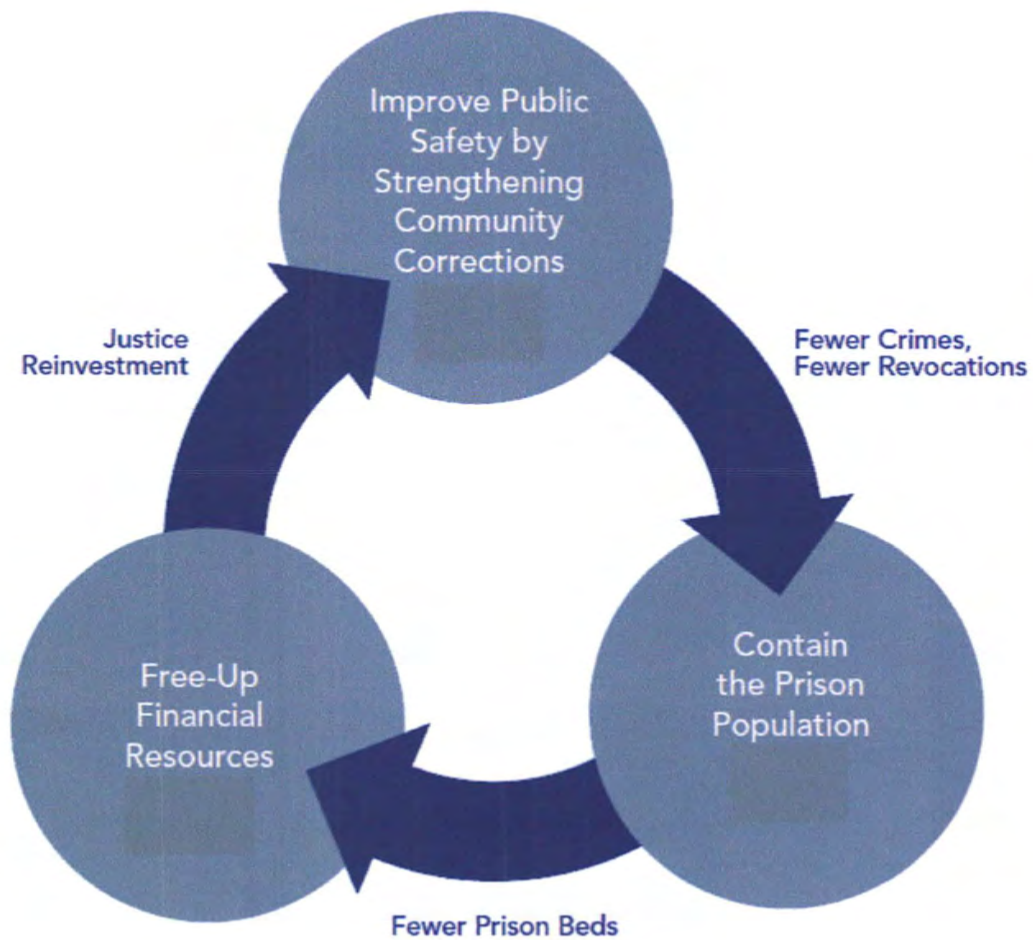 Improve Public
Safety by
Strengthening
Community
Corrections
Justice
Reinvestment
Fewer Crimes,
Fewer Revocations
Free-Up
Financial
Resources
Contain
the Prison
Population
Fewer Prison Beds